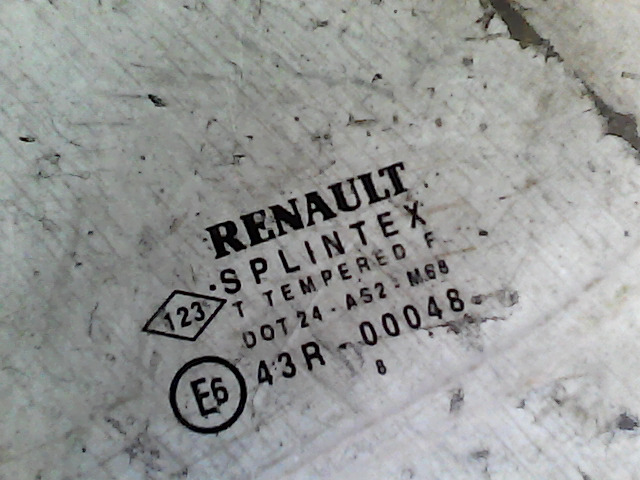 RENAULT
·SPLINTEX
123 T TEMPERED F
DOT 24 - AS2 - M68
E6 43R - 00048
8